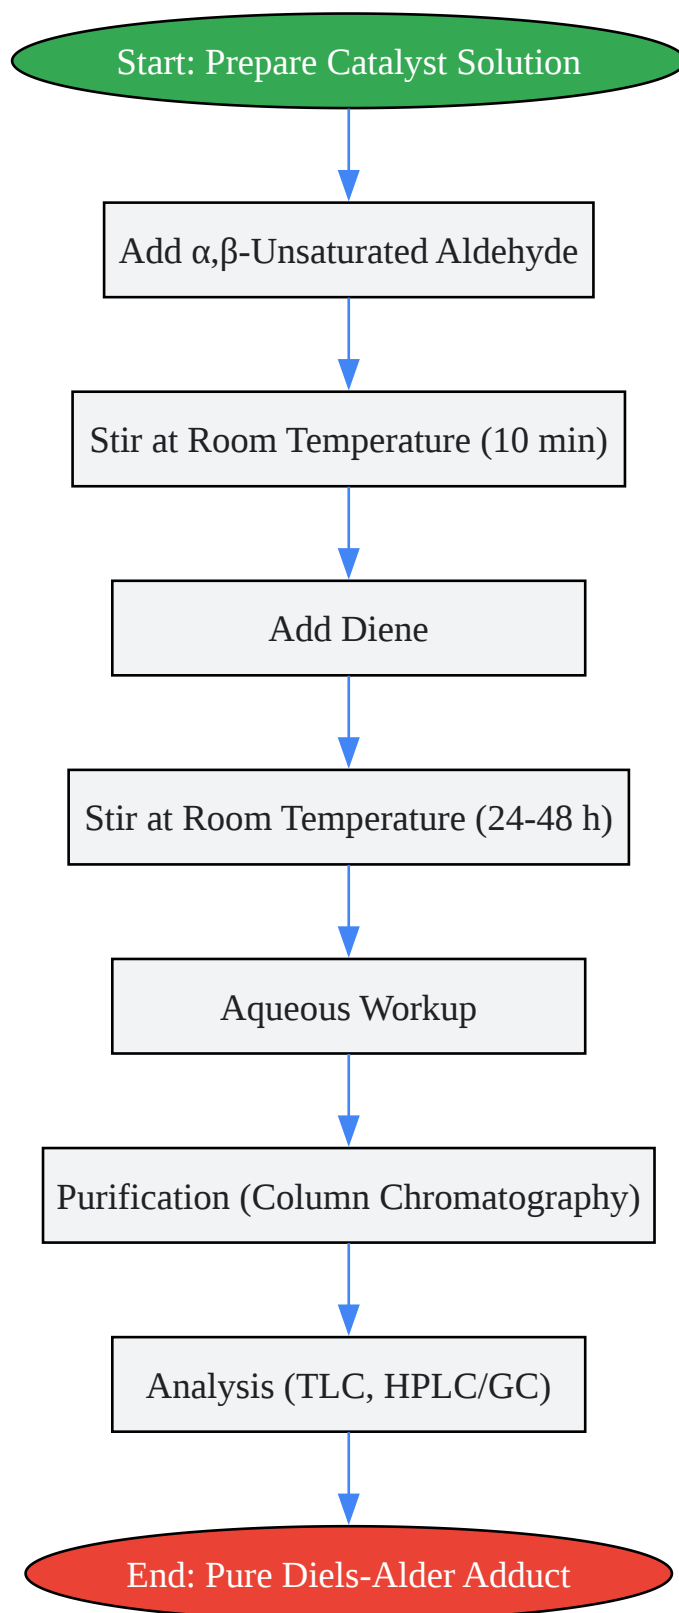 Start: Prepare Catalyst Solution
Add α,β-Unsaturated Aldehyde
Stir at Room Temperature (10 min)
Add Diene
Stir at Room Temperature (24-48 h)
Aqueous Workup
Purification (Column Chromatography)
Analysis (TLC, HPLC/GC)
End: Pure Diels-Alder Adduct